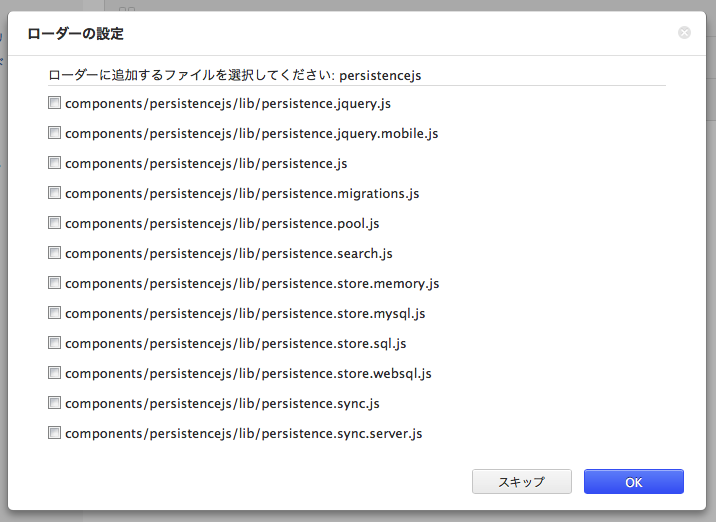 ローダーの設定
ローダーに追加するファイルを選択してください: persistencejs
components/persistencejs/lib/persistence.jquery.js
components/persistencejs/lib/persistence.jquery.mobile.js
components/persistencejs/lib/persistence.js
components/persistencejs/lib/persistence.migrations.js
components/persistencejs/lib/persistence.pool.js
components/persistencejs/lib/persistence.search.js
components/persistencejs/lib/persistence.store.memory.js
components/persistencejs/lib/persistence.store.mysql.js
components/persistencejs/lib/persistence.store.sql.js
components/persistencejs/lib/persistence.store.websql.js
components/persistencejs/lib/persistence.sync.js
components/persistencejs/lib/persistence.sync.server.js
スキップ OK